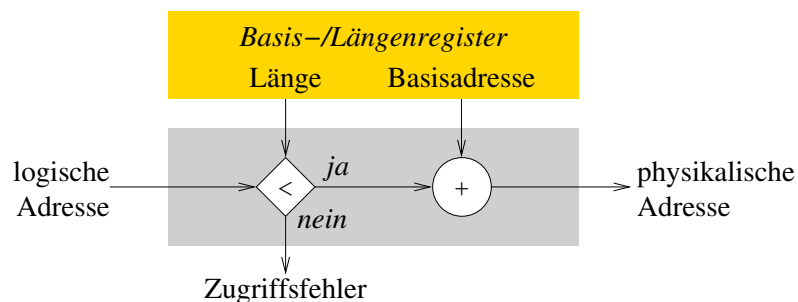 Basis−/Längenregister
Länge
Basisadresse
logische
Adresse
<
ja
+
physikalische
Adresse
nein
Zugriffsfehler